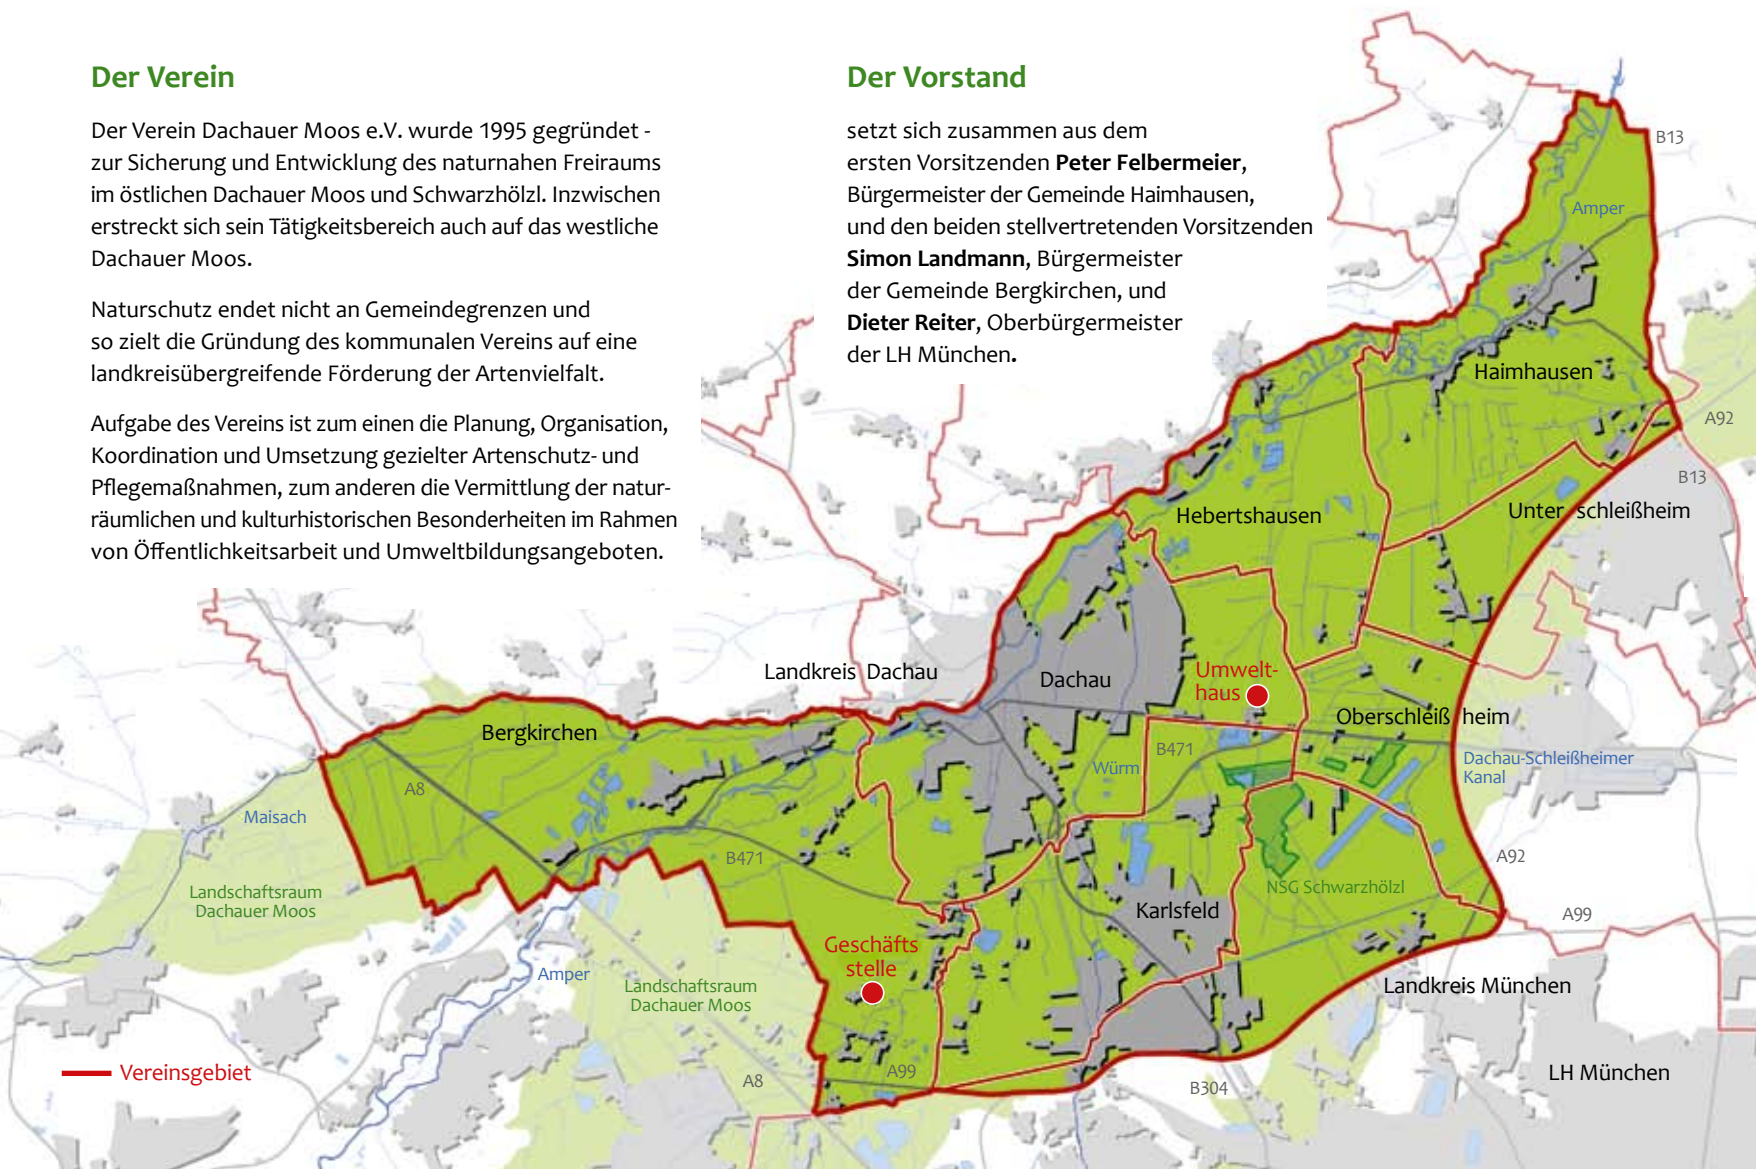 Der Verein
Der Verein Dachauer Moos e.V. wurde 1995 gegründet -
zur Sicherung und Entwicklung des naturnahen Freiraums
im östlichen Dachauer Moos und Schwarzhölzl. Inzwischen
erstreckt sich sein Tätigkeitsbereich auch auf das westliche
Dachauer Moos.
Naturschutz endet nicht an Gemeindegrenzen und
so zielt die Gründung des kommunalen Vereins auf eine
landkreisübergreifende Förderung der Artenvielfalt.
Aufgabe des Vereins ist zum einen die Planung, Organisation,
Koordination und Umsetzung gezielter Artenschutz- und
Pflegemaßnahmen, zum anderen die Vermittlung der natur-
räumlichen und kulturhistorischen Besonderheiten im Rahmen
von Öffentlichkeitsarbeit und Umweltbildungsangeboten.
Der Vorstand
setzt sich zusammen aus dem
ersten Vorsitzenden Peter Felbermeier,
Bürgermeister der Gemeinde Haimhausen,
und den beiden stellvertretenden Vorsitzenden
Simon Landmann, Bürgermeister
der Gemeinde Bergkirchen, und
Dieter Reiter, Oberbürgermeister
der LH München.
B13
Amper
Haimhausen
A92
B13
Hebertshausen
Unter schleißheim
Landkreis Dachau
Dachau
Umwelt-
haus
Oberschleiß heim
Bergkirchen
B471
Würm
Dachau-Schleißheimer
Kanal
A8
Maisach
B471
A92
Landschaftsraum
Dachauer Moos
NSG Schwarzhölzl
Karlsfeld
A99
Geschäfts
stelle
Amper
Landschaftsraum
Dachauer Moos
Landkreis München
Vereinsgebiet
A8
A99
B304
LH München